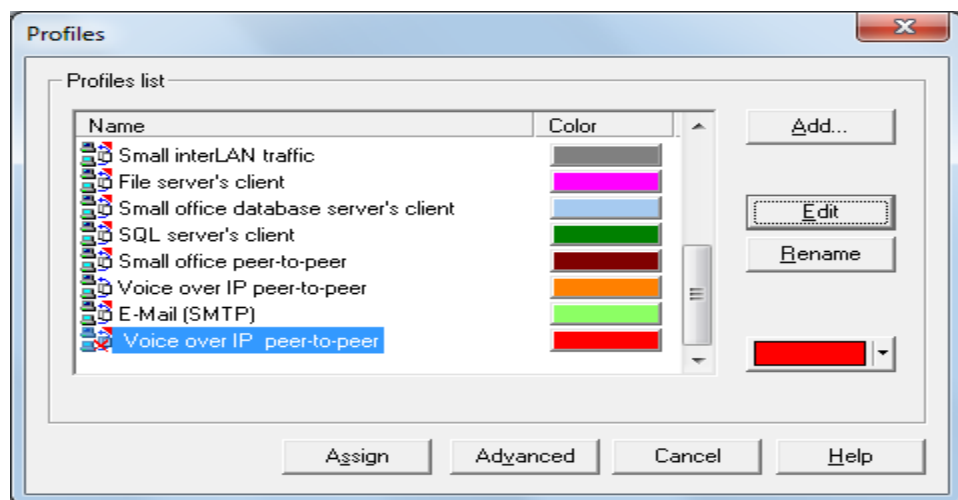 Profiles
Profiles list
Name Color
Small interLAN traffic
File server's client
Small office database server's client
SQL server's client
Small office peer-to-peer
Voice over IP peer-to-peer
E-Mail (SMTP)
Voice over IP peer-to-peer
Add...
Edit
Rename
Assign Advanced Cancel Help